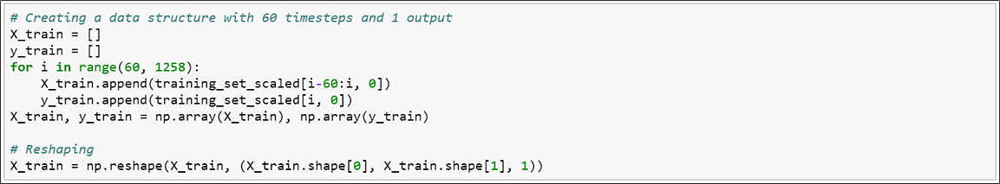 # Creating a data structure with 60 timesteps and 1 output
X_train = []
y_train = []
for i in range(60, 1258):
    X_train.append(training_set_scaled[i-60:i, 0])
    y_train.append(training_set_scaled[i, 0])
X_train, y_train = np.array(X_train), np.array(y_train)

# Reshaping
X_train = np.reshape(X_train, (X_train.shape[0], X_train.shape[1], 1))